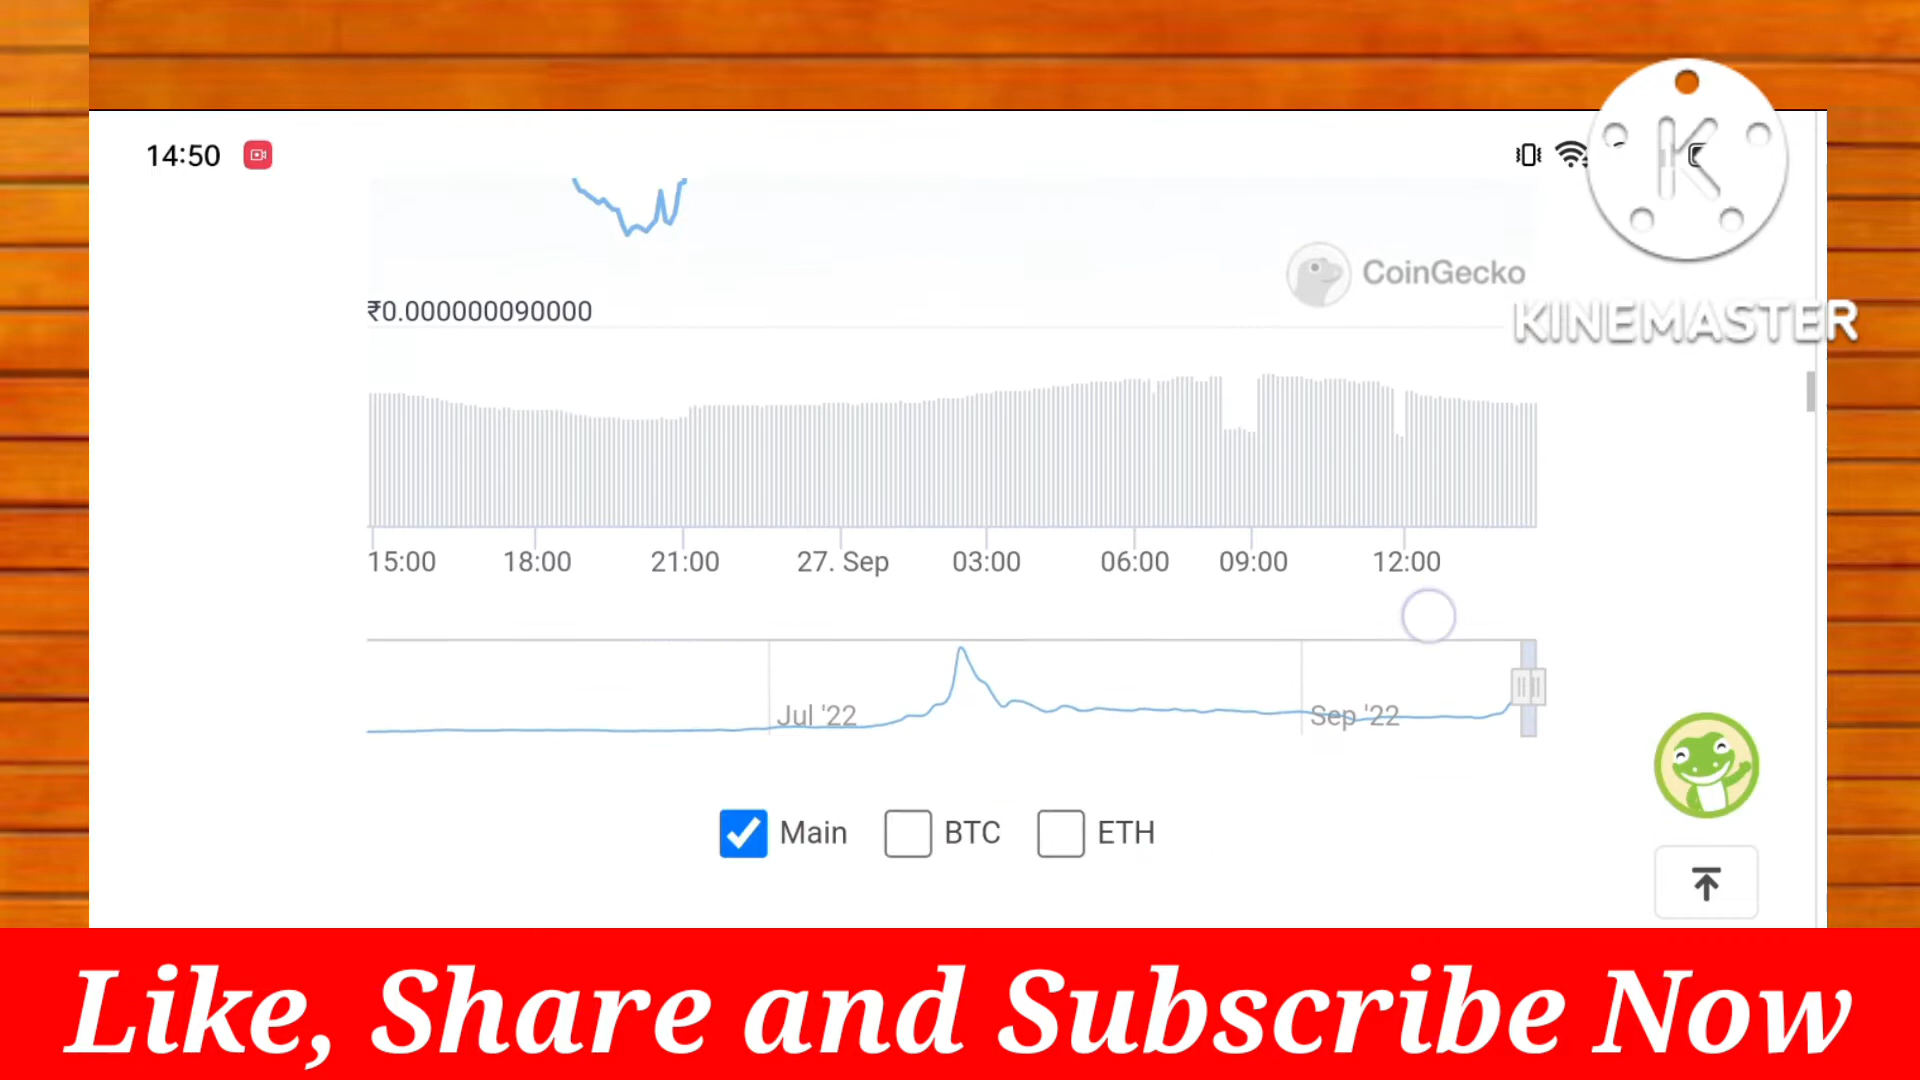 14:50
CoinGecko
₹0.000000090000
KINEMASTER
15:00 18:00 21:00 27. Sep 03:00 06:00 09:00 12:00
Jul '22 Sep '22
Main BTC ETH
Like, Share and Subscribe Now